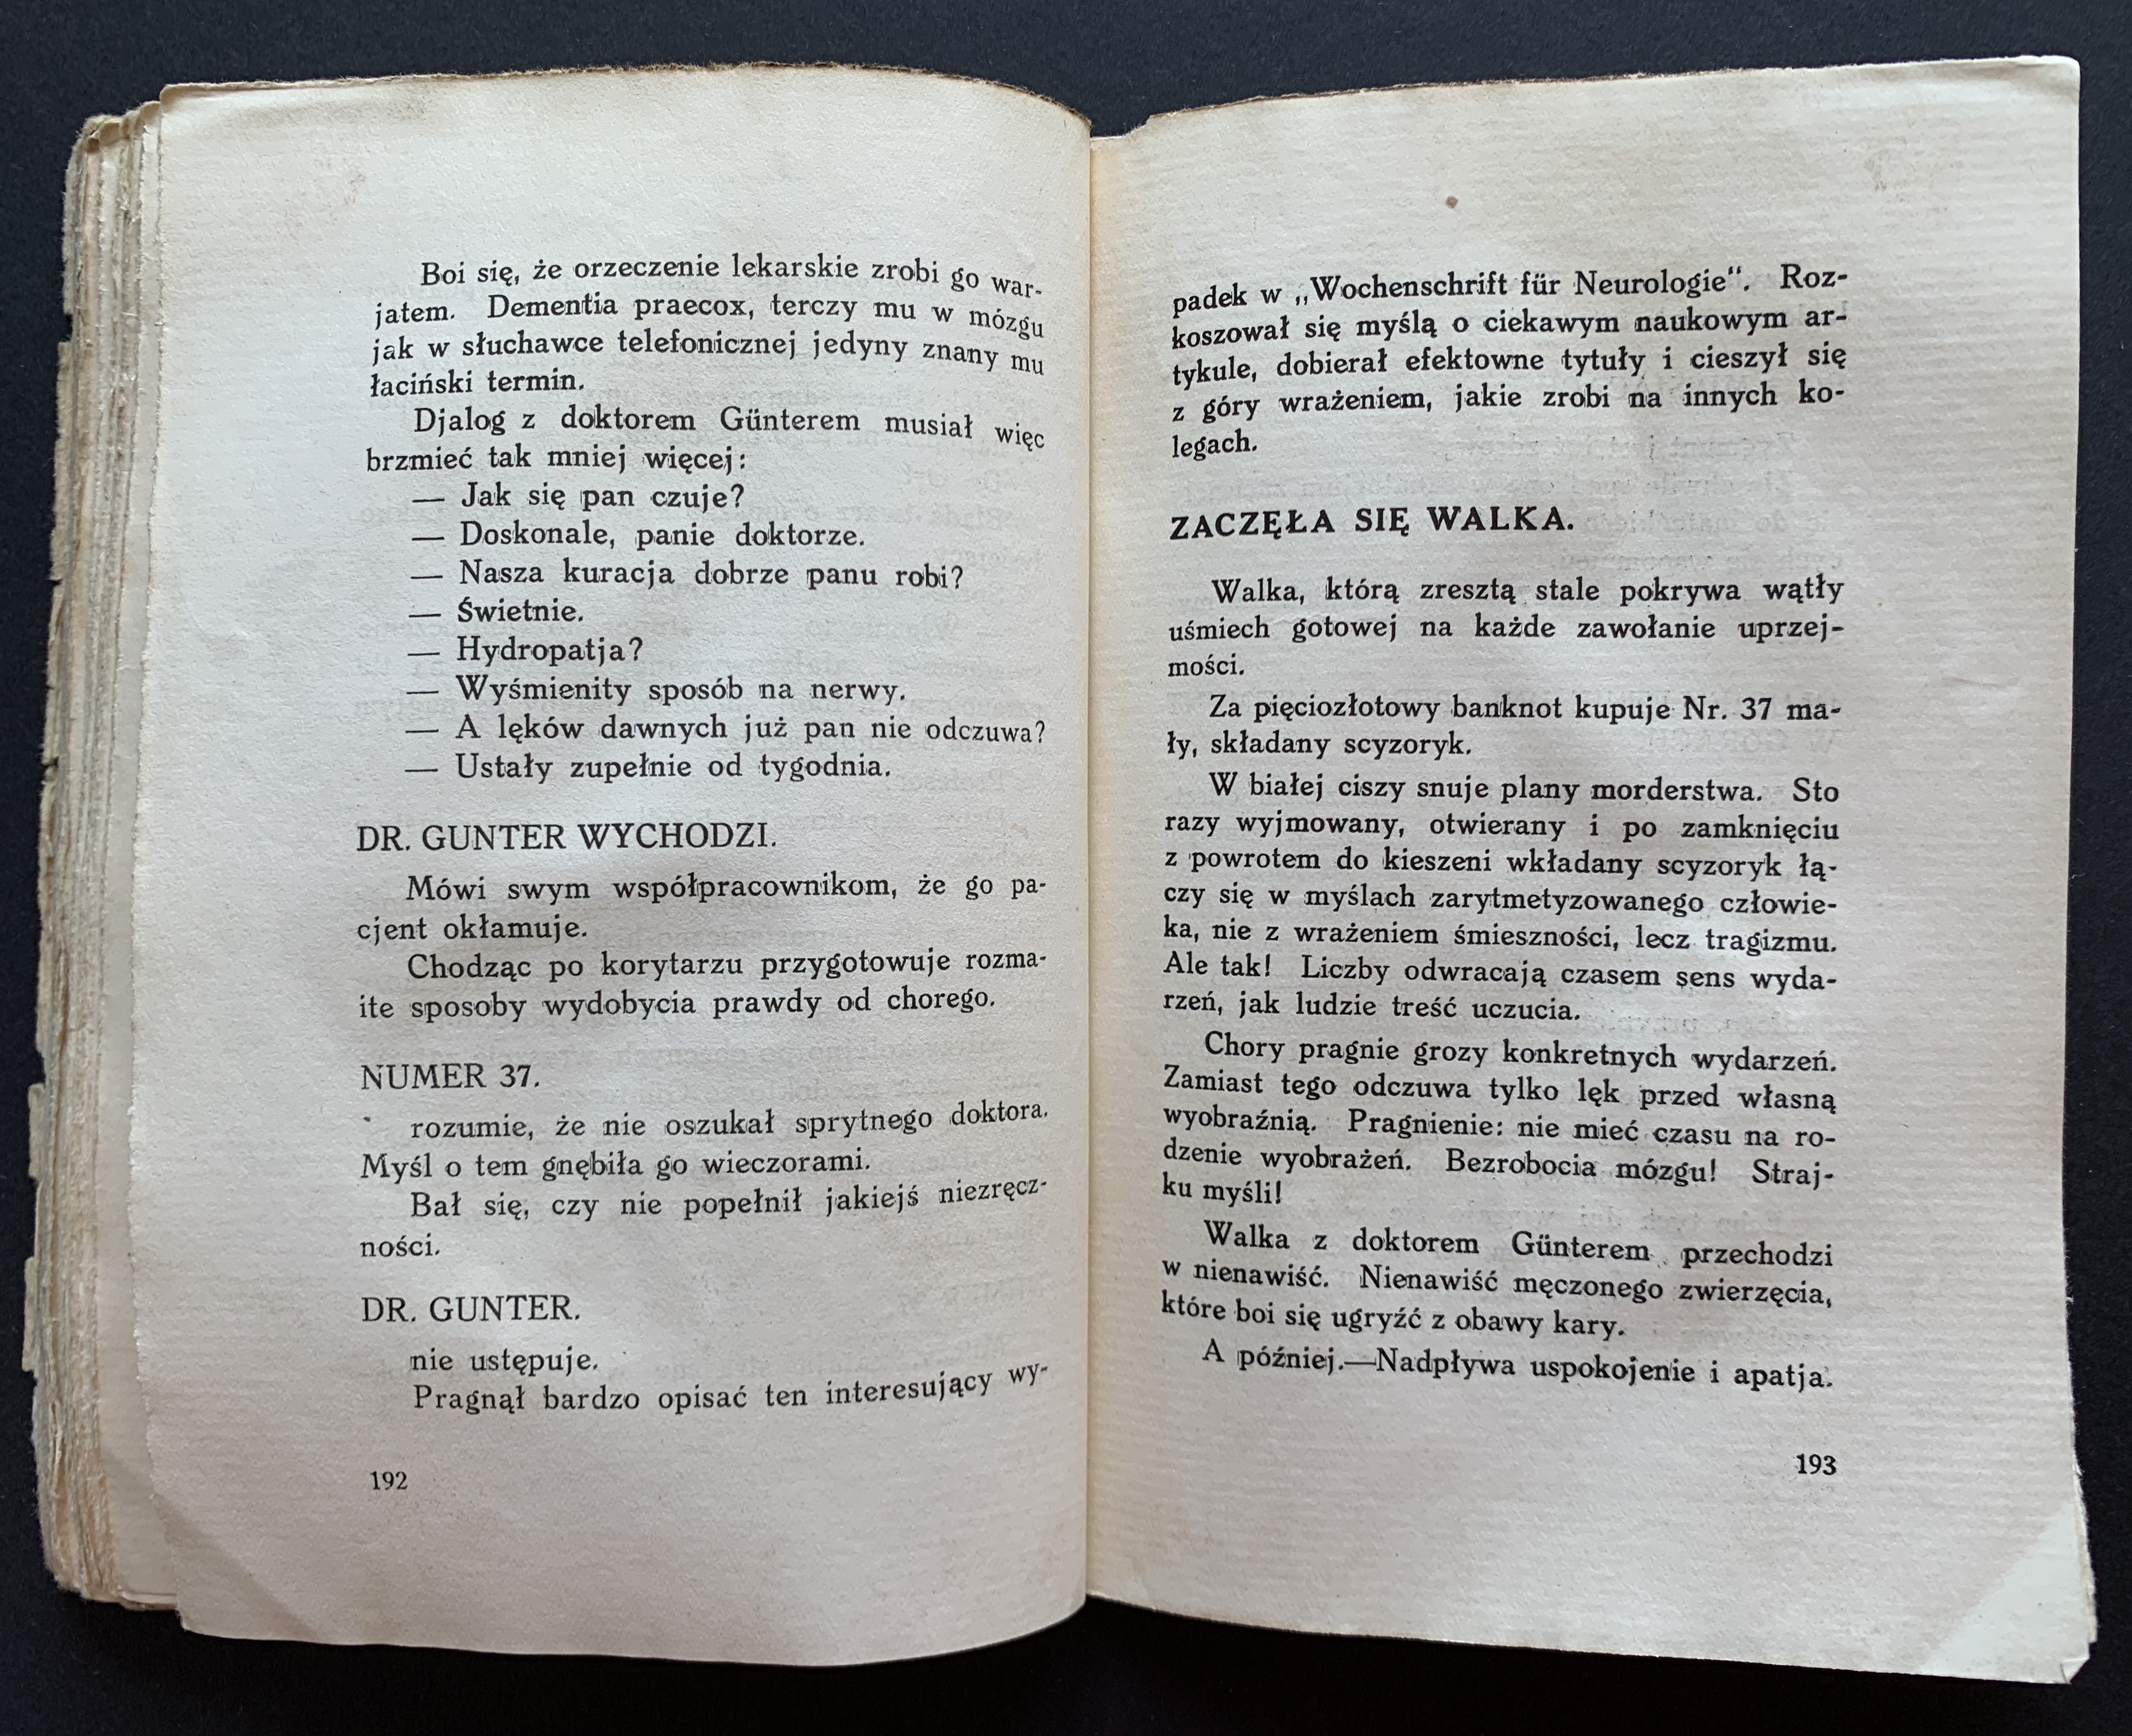 Boi się, że orzeczenie lekarskie zrobi go war-
jatem. Dementia praecox, terczy mu w mózgu
jak w słuchawce telefonicznej jedyny znany mu
łaciński termin.
Djalog z doktorem Günterem musiał więc
brzmieć tak mniej więcej:
— Jak się pan czuje?
— Doskonale, panie doktorze.
— Nasza kuracja dobrze panu robi?
— Świetnie.
— Hydropatja?
— Wyśmienity sposób na nerwy.
— A lęków dawnych już pan nie odczuwa?
— Ustały zupełnie od tygodnia.
DR. GUNTER WYCHODZI.
Mówi swym współpracownikom, że go pa-
cjent okłamuje.
Chodząc po korytarzu przygotowuje rozma-
ite sposoby wydobycia prawdy od chorego.
NUMER 37.
rozumie, że nie oszukał sprytnego doktora.
Myśl o tem gnębiła go wieczorami.
Bał się, czy nie popełnił jakiejś niezręcz-
ności.
DR. GUNTER.
nie ustępuje.
Pragnął bardzo opisać ten interesujący wy-
192
padek w „Wochenschrift für Neurologie“. Roz-
koszował się myślą o ciekawym naukowym ar-
tykule, dobierał efektowne tytuły i cieszył się
z góry wrażeniem, jakie zrobi na innych ko-
legach.
ZACZĘŁA SIĘ WALKA.
Walka, którą zresztą stale pokrywa wątły
uśmiech gotowej na każde zawołanie uprzej-
mości.
Za pięciozłotowy banknot kupuje Nr. 37 ma-
ły, składany scyzoryk.
W białej ciszy snuje plany morderstwa. Sto
razy wyjmowany, otwierany i po zamknięciu
z powrotem do kieszeni wkładany scyzoryk łą-
czy się w myślach zarytmetyzowanego człowie-
ka, nie z wrażeniem śmieszności, lecz tragizmu.
Ale tak! Liczby odwracają czasem sens wyda-
rzeń, jak ludzie treść uczucia.
Chory pragnie grozy konkretnych wydarzeń.
Zamiast tego odczuwa tylko lęk przed własną
wyobraźnią. Pragnienie: nie mieć czasu na ro-
dzenie wyobrażeń. Bezrobocia mózgu! Straj-
ku myśli!
Walka z doktorem Günterem przechodzi
w nienawiść. Nienawiść męczonego zwierzęcia,
które boi się ugryźć z obawy kary.
A później.—Nadpływa uspokojenie i apatja.
193